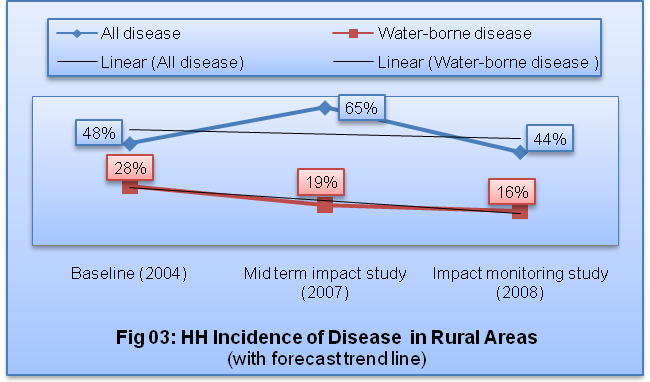 All disease
Water-borne disease
Linear (All disease)
Linear (Water-borne disease )
65%
48%
44%
28%
19%
16%
Baseline (2004)
Mid term impact study
(2007)
Impact monitoring study
(2008)
Fig 03: HH Incidence of Disease in Rural Areas
(with forecast trend line)